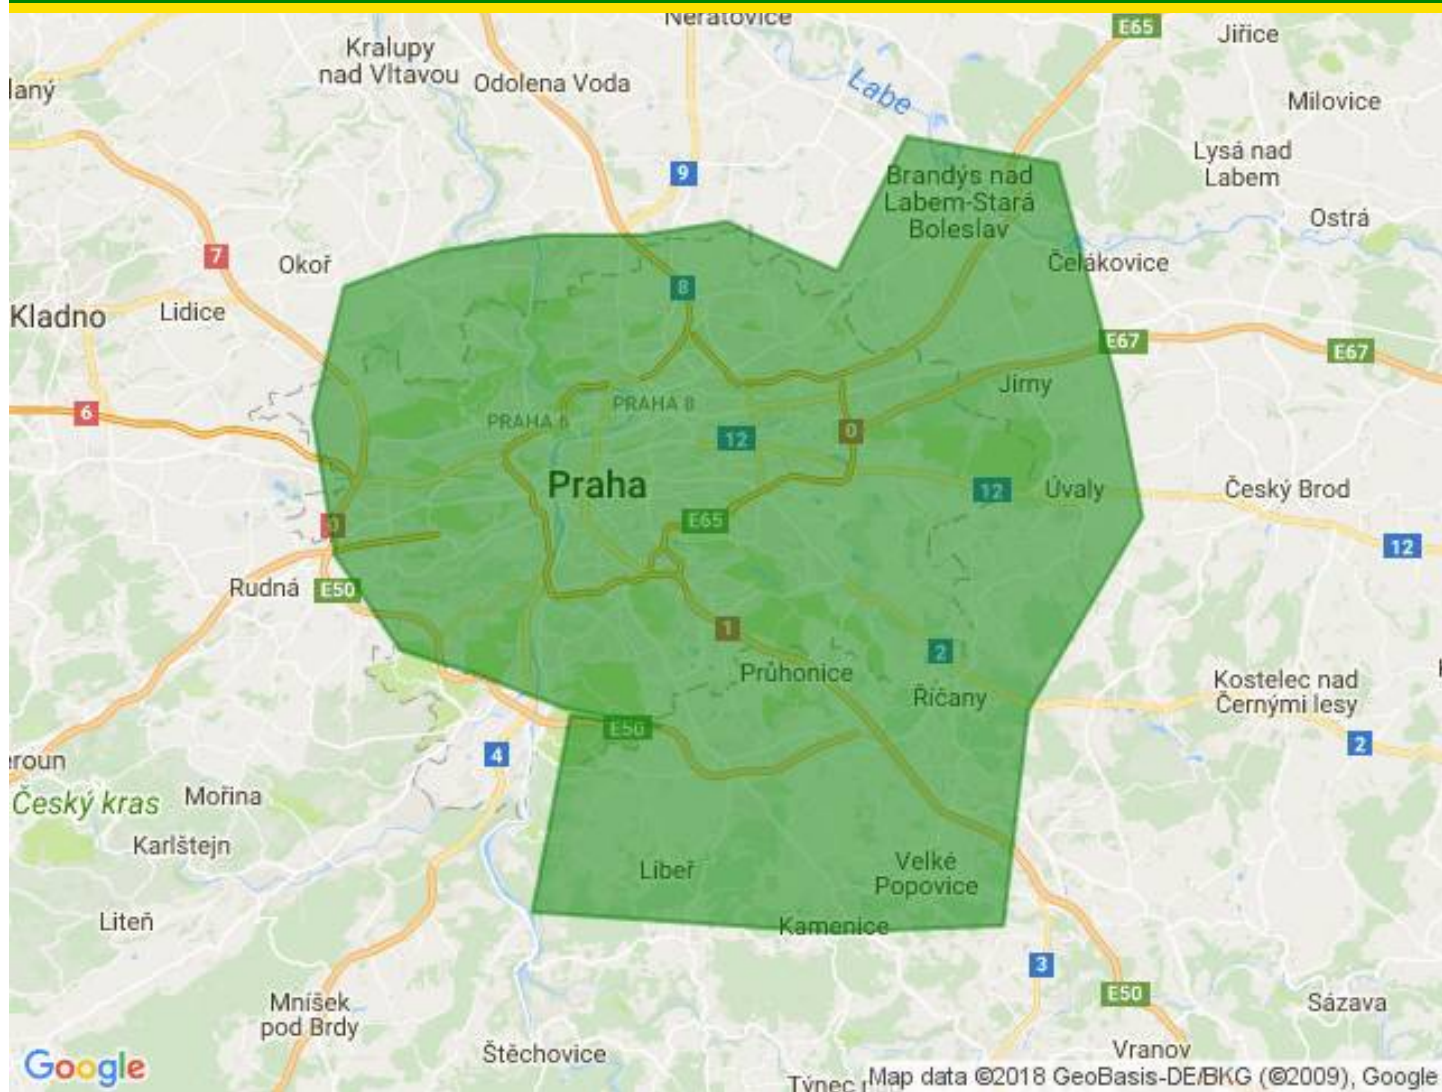 Neratovice
E65
Jiřice
Kralupy
nad Vltavou
Odolena Voda
Labe
laný
Milovice
9
Lysá nad
Labem
Brandýs nad
Labem-Stará
Boleslav
Ostrá
7
Okoř
Čelákovice
8
Kladno
Lidice
E67
E67
Jirny
6
PRAHA 8
PRAHA 6
0
12
Praha
12
Úvaly
Český Brod
0
E65
12
Rudná
E50
1
2
Průhonice
Říčany
Kostelec nad
Černými lesy
E50
4
2
eroun
Český kras
Mořina
Karlštejn
Libeř
Velké
Popovice
Liteň
Kamenice
3
E50
Mníšek
pod Brdy
Sázava
Štěchovice
Vranov
Google
Týnec
Map data ©2018 GeoBasis-DE/BKG (©2009), Google